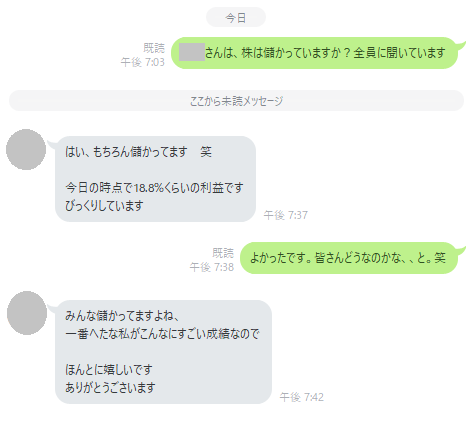 今日
既読
午後 7:03
さんは、株は儲かっていますか？全員に聞いています
ここから未読メッセージ
はい、もちろん儲かってます　笑
今日の時点で18.8%くらいの利益です
びっくりしています
午後 7:37
既読
午後 7:38
よかったです。皆さんどうなのかな、、と。笑
みんな儲かってますよね、
一番へたな私がこんなにすごい成績なので
ほんとに嬉しいです
ありがとうございます
午後 7:42